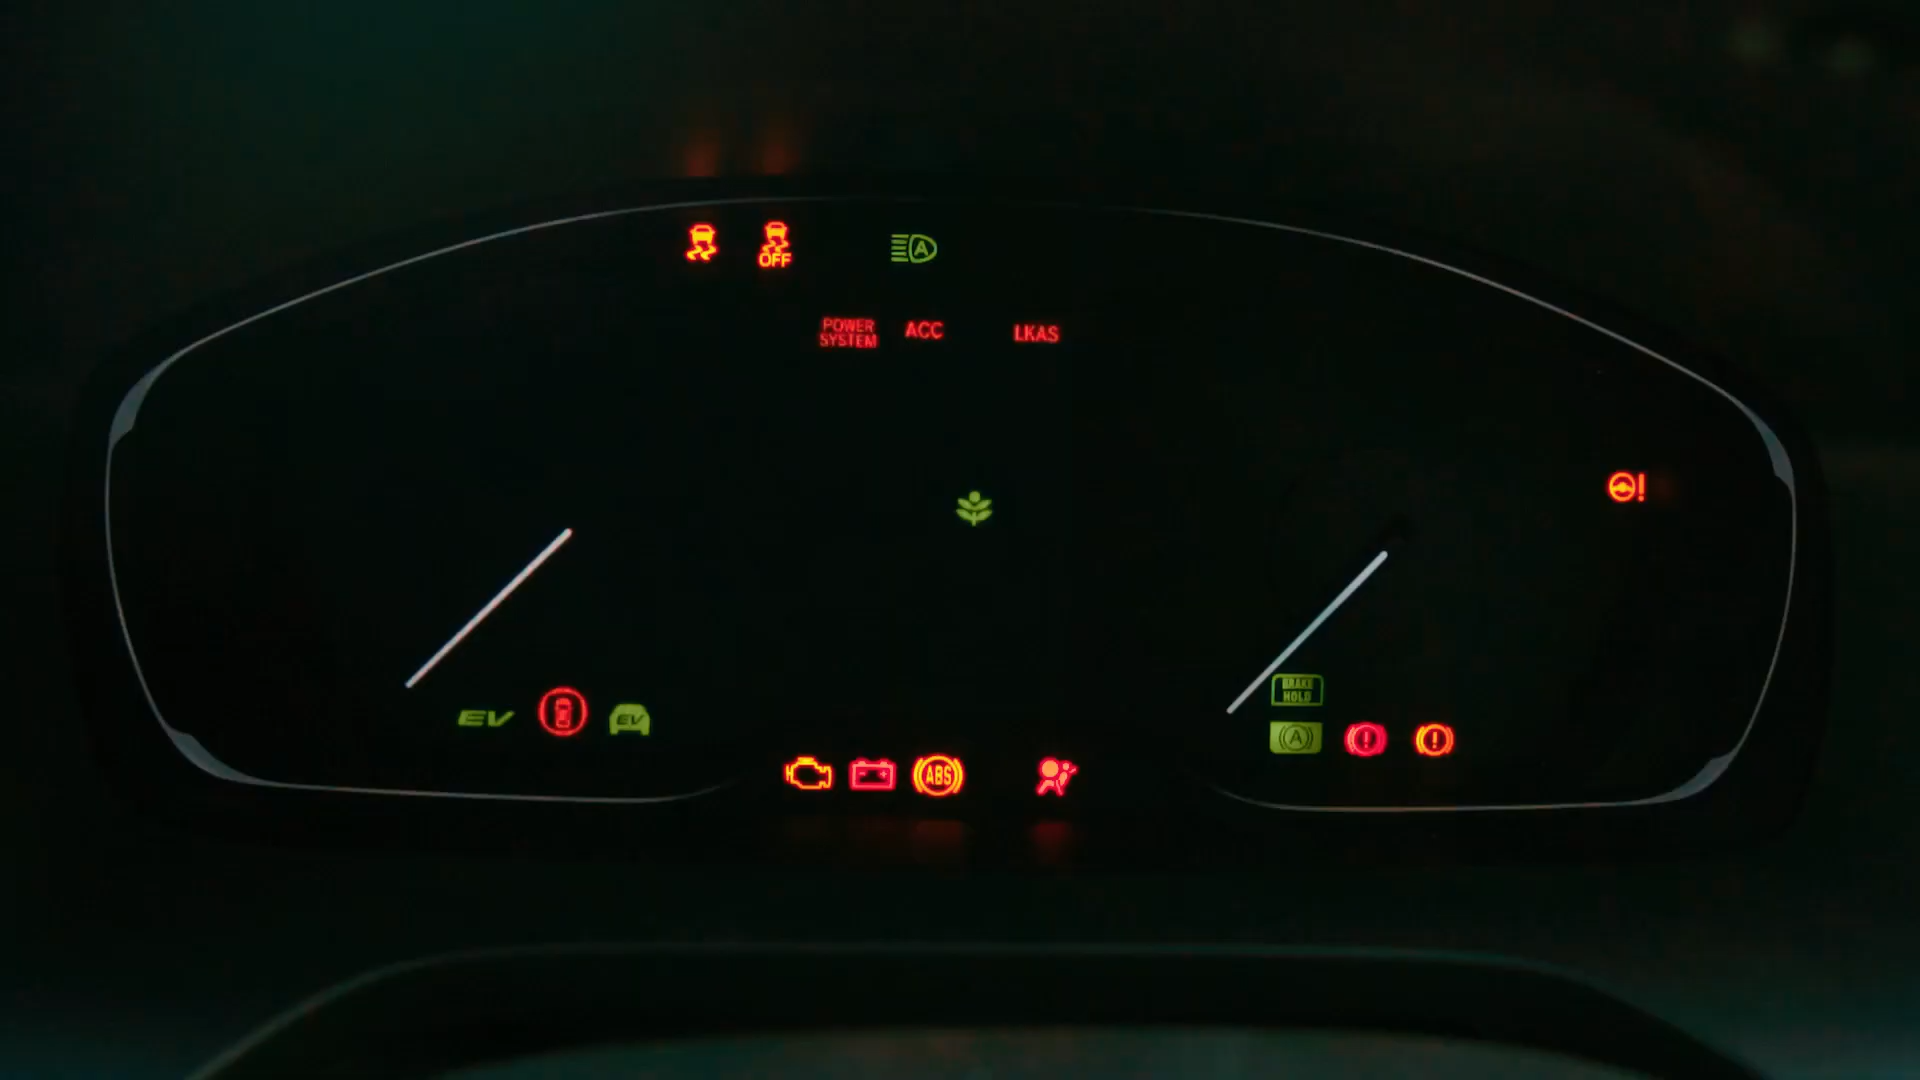 A
OFF
POWER
SYSTEM
ACC
LKAS
BRAKE
HOLD
EV
EV
A
ABS